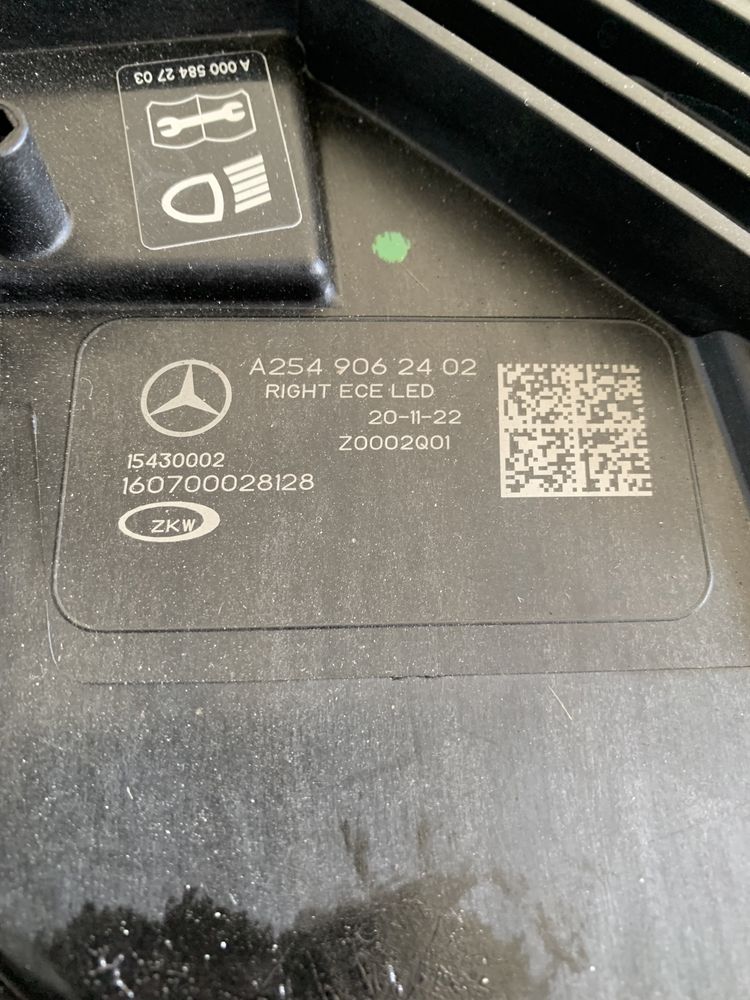 A 000 584 27 03
A254 906 24 02
RIGHT ECE LED
20-11-22
Z0002Q01
15430002
160700028128
ZKW